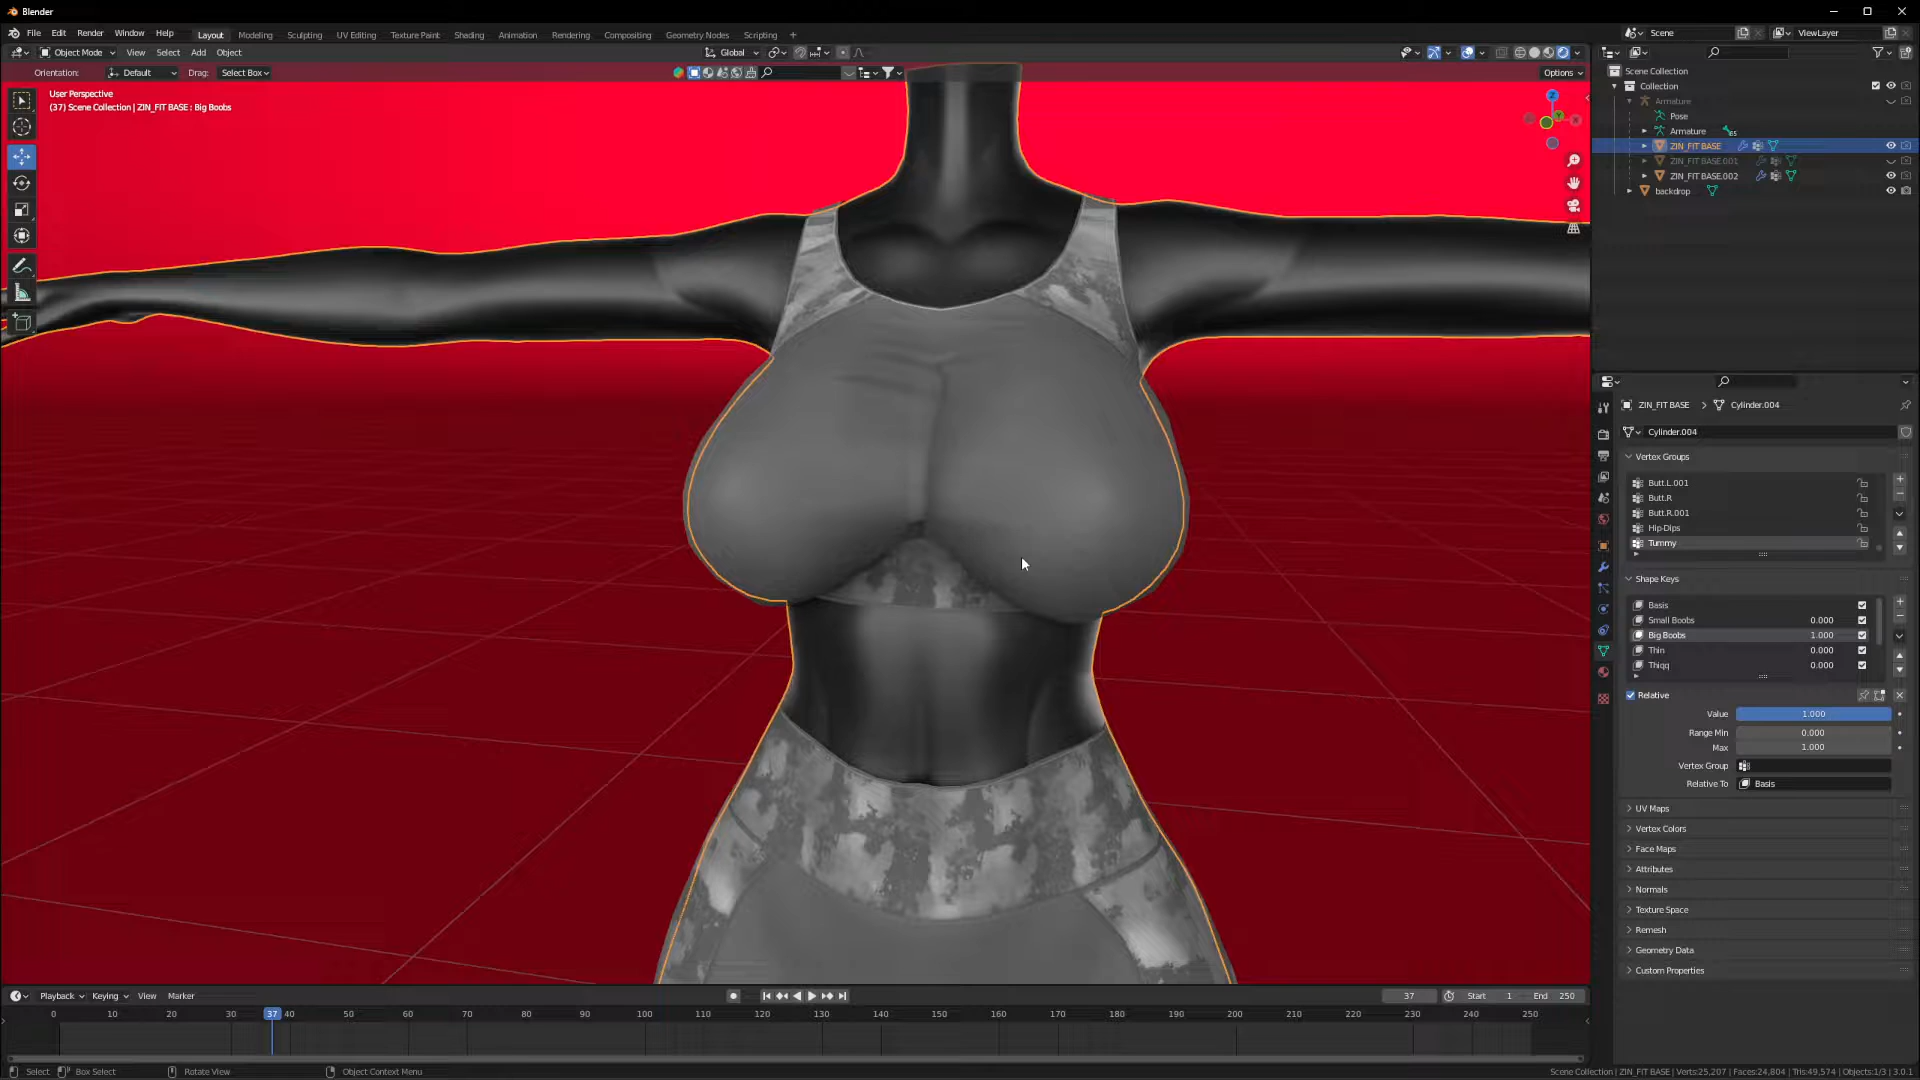 Blender
File Edit Render Window Help
Layout Modeling Sculpting UV Editing Texture Paint Shading Animation Rendering Compositing Geometry Nodes Scripting +
Scene
ViewLayer
Object Mode View Select Add Object
Global
Orientation: Default Drag: Select Box
Options
User Perspective
(37) Scene Collection | ZIN_FIT BASE : Big Boobs
Z
Y
X
Scene Collection
Collection
Armature
Pose
Armature
ZIN_FIT BASE
ZIN_FIT BASE.001
ZIN_FIT BASE.002
backdrop
ZIN_FIT BASE > Cylinder.004
Cylinder.004
Vertex Groups
Butt.L.001
Butt.R
Butt.R.001
Hip-Dips
Tummy
Shape Keys
Basis
Small Boobs 0.000
Big Boobs 1.000
Thin 0.000
Thiqq 0.000
Relative
Value 1.000
Range Min 0.000
Max 1.000
Vertex Group
Relative To Basis
UV Maps
Vertex Colors
Face Maps
Attributes
Normals
Texture Space
Remesh
Geometry Data
Custom Properties
Playback Keying View Marker
37 Start 1 End 250
0 10 20 30 37 40 50 60 70 80 90 100 110 120 130 140 150 160 170 180 190 200 210 220 230 240 250
Select Box Select Rotate View Object Context Menu
Scene Collection | ZIN_FIT BASE | Verts:25,207 | Faces:24,804 | Tris:49,574 | Objects:1/3 | 3.0.1